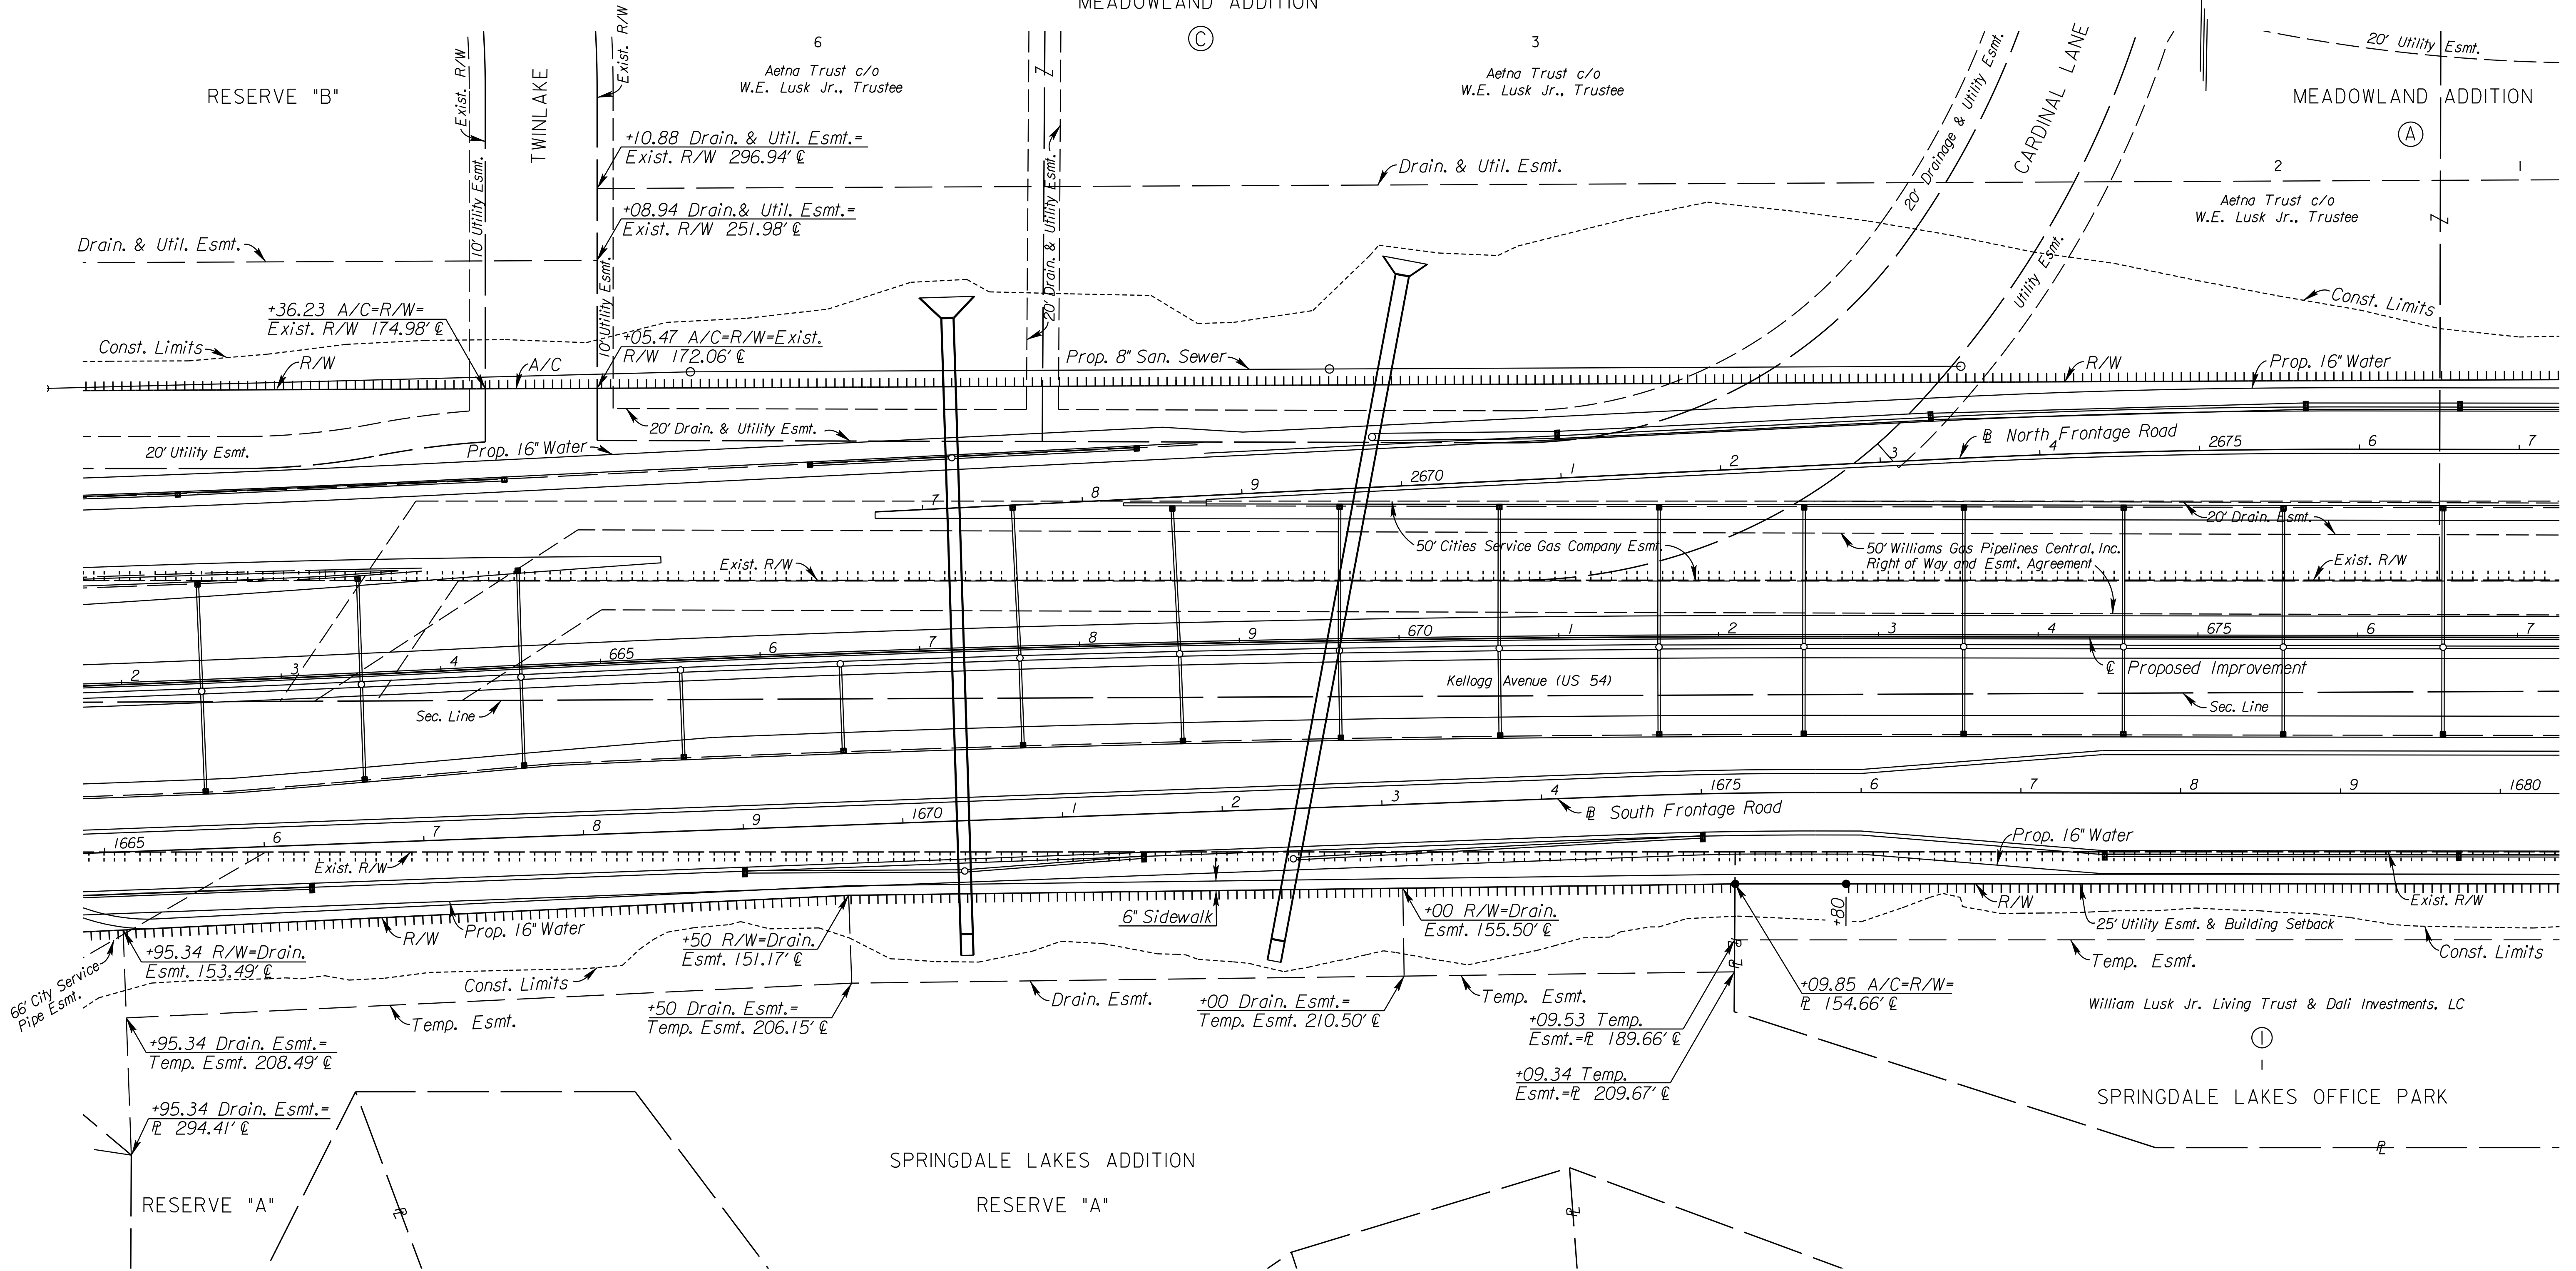 MEADOWLAND ADDITION
C
6
3
Aetna Trust c/o
W.E. Lusk Jr., Trustee
Aetna Trust c/o
W.E. Lusk Jr., Trustee
RESERVE "B"
Exist. R/W
TWINLAKE
Exist. R/W
10' Utility Esmt.
20' Drainage & Utility Esmt.
CARDINAL LANE
20' Utility Esmt.
MEADOWLAND ADDITION
A
2
1
Aetna Trust c/o
W.E. Lusk Jr., Trustee
+10.88 Drain. & Util. Esmt.=
Exist. R/W 296.94' ℄
Drain. & Util. Esmt.
+08.94 Drain.& Util. Esmt.=
Exist. R/W 251.98' ℄
Drain. & Util. Esmt.
20' Drain. & Utility Esmt.
Utility Esmt.
10' Utility Esmt.
+36.23 A/C=R/W=
Exist. R/W 174.98' ℄
Const. Limits
+05.47 A/C=R/W=Exist.
R/W 172.06' ℄
Const. Limits
R/W
A/C
Prop. 8" San. Sewer
R/W
Prop. 16" Water
20' Drain. & Utility Esmt.
20' Utility Esmt.
Prop. 16" Water
BL North Frontage Road
7 8 9 2670 1 2 3 4 2675 6 7
20' Drain. Esmt.
50' Cities Service Gas Company Esmt.
50' Williams Gas Pipelines Central, Inc.
Right of Way and Esmt. Agreement
Exist. R/W
Exist. R/W
2 3 4 665 6 7 8 9 670 1 2 3 4 675 6 7
℄ Proposed Improvement
Kellogg Avenue (US 54)
Sec. Line
Sec. Line
1665 6 7 8 9 1670 1 2 3 4 1675 6 7 8 9 1680
BL South Frontage Road
Prop. 16" Water
Exist. R/W
66' City Service
Pipe Esmt.
+95.34 R/W=Drain.
Esmt. 153.49' ℄
R/W
Prop. 16" Water
+50 R/W=Drain.
Esmt. 151.17' ℄
6" Sidewalk
+00 R/W=Drain.
Esmt. 155.50' ℄
+80
R/W
25' Utility Esmt. & Building Setback
Exist. R/W
Const. Limits
Temp. Esmt.
Const. Limits
Temp. Esmt.
+50 Drain. Esmt.=
Temp. Esmt. 206.15' ℄
Drain. Esmt.
+00 Drain. Esmt.=
Temp. Esmt. 210.50' ℄
Temp. Esmt.
PL
PL
+09.85 A/C=R/W=
PL 154.66' ℄
William Lusk Jr. Living Trust & Dali Investments, LC
+09.53 Temp.
Esmt.=PL 189.66' ℄
1
1
+95.34 Drain. Esmt.=
Temp. Esmt. 208.49' ℄
+09.34 Temp.
Esmt.=PL 209.67' ℄
SPRINGDALE LAKES OFFICE PARK
+95.34 Drain. Esmt.=
PL 294.41' ℄
PL
SPRINGDALE LAKES ADDITION
RESERVE "A"
RESERVE "A"
PL
PL